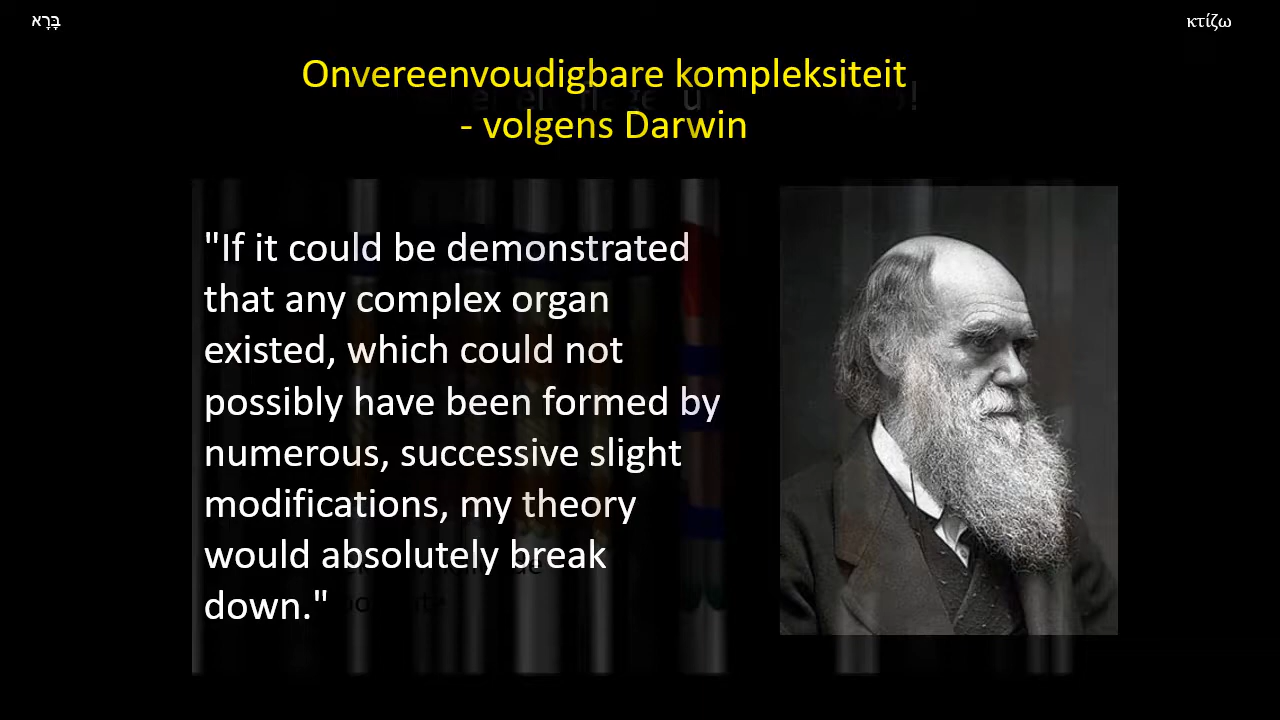 בָּרָא
κτίζω
Onvereenvoudigbare kompleksiteit
- volgens Darwin
"If it could be demonstrated
that any complex organ
existed, which could not
possibly have been formed by
numerous, successive slight
modifications, my theory
would absolutely break
down."